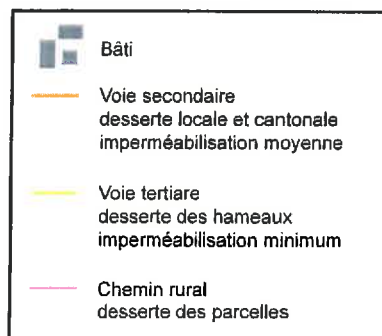 Bâti
Voie secondaire
desserte locale et cantonale
imperméabilisation moyenne
Voie tertiare
desserte des hameaux
imperméabilisation minimum
Chemin rural
desserte des parcelles